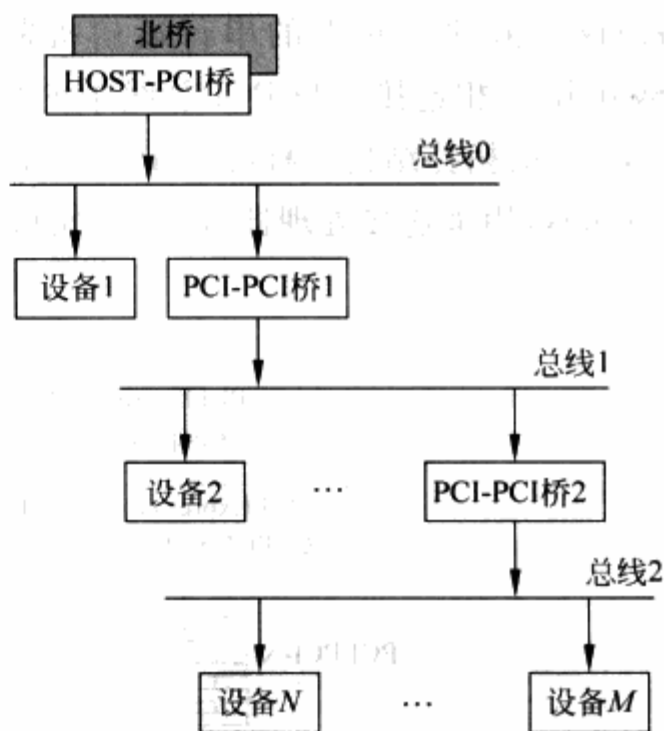 北桥
HOST-PCI桥
总线0
设备1
PCI-PCI桥1
总线1
设备2
…
PCI-PCI桥2
总线2
设备N
…
设备M